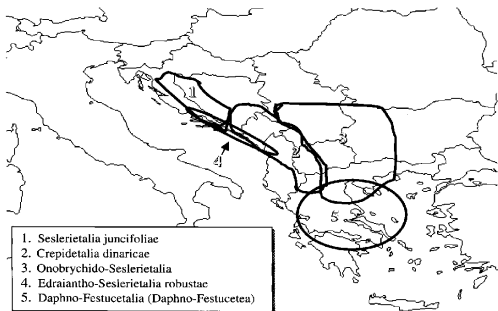 1
2
4
5
1. Seslerietalia juncifoliae
2. Crepidetalia dinaricae
3. Onobrychido-Seslerietalia
4. Edraiantho-Seslerietalia robustae
5. Daphno-Festucetalia (Daphno-Festucetea)